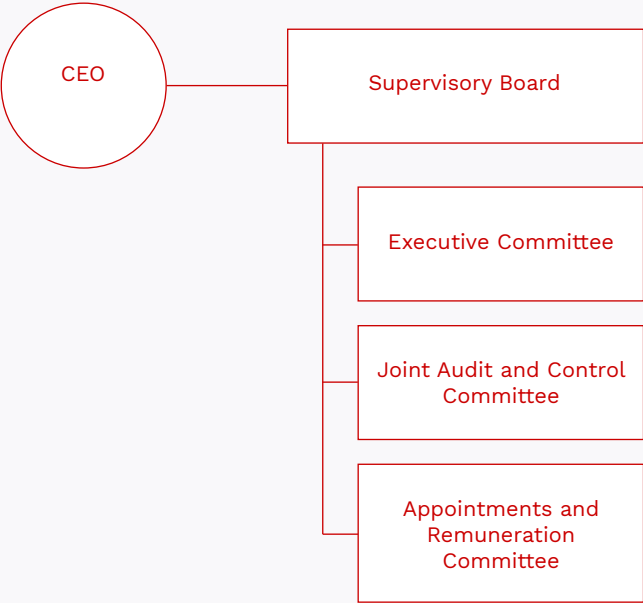 CEO
Supervisory Board
Executive Committee
Joint Audit and Control
Committee
Appointments and
Remuneration
Committee